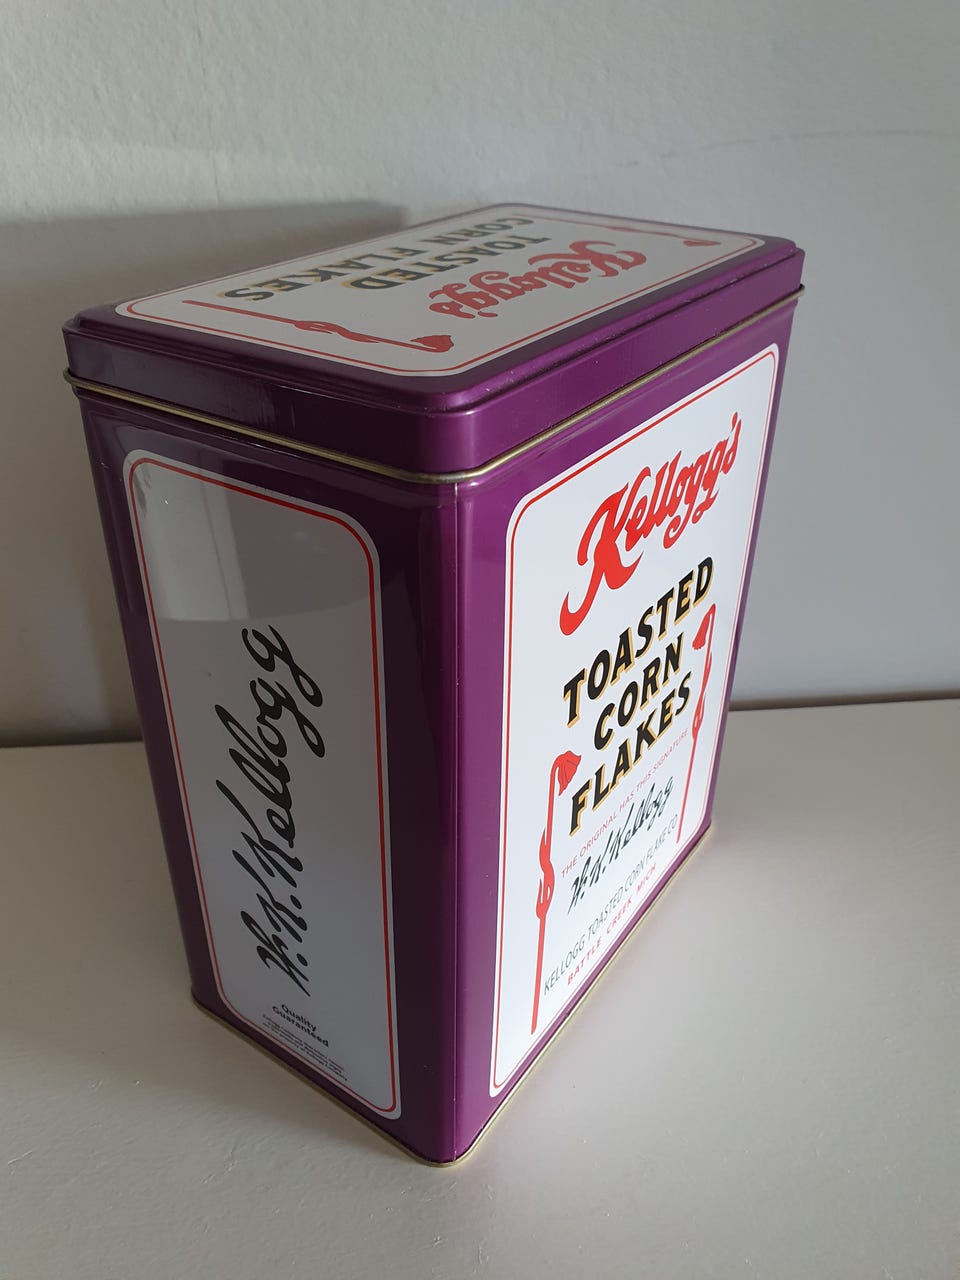 Kellogg's
TOASTED
CORN FLAKES
Kellogg's
TOASTED
CORN
FLAKES
THE ORIGINAL HAS THIS SIGNATURE
W.K.Kellogg
KELLOGG TOASTED CORN FLAKE CO
BATTLE CREEK MICH
W.K.Kellogg
Quality
Guaranteed